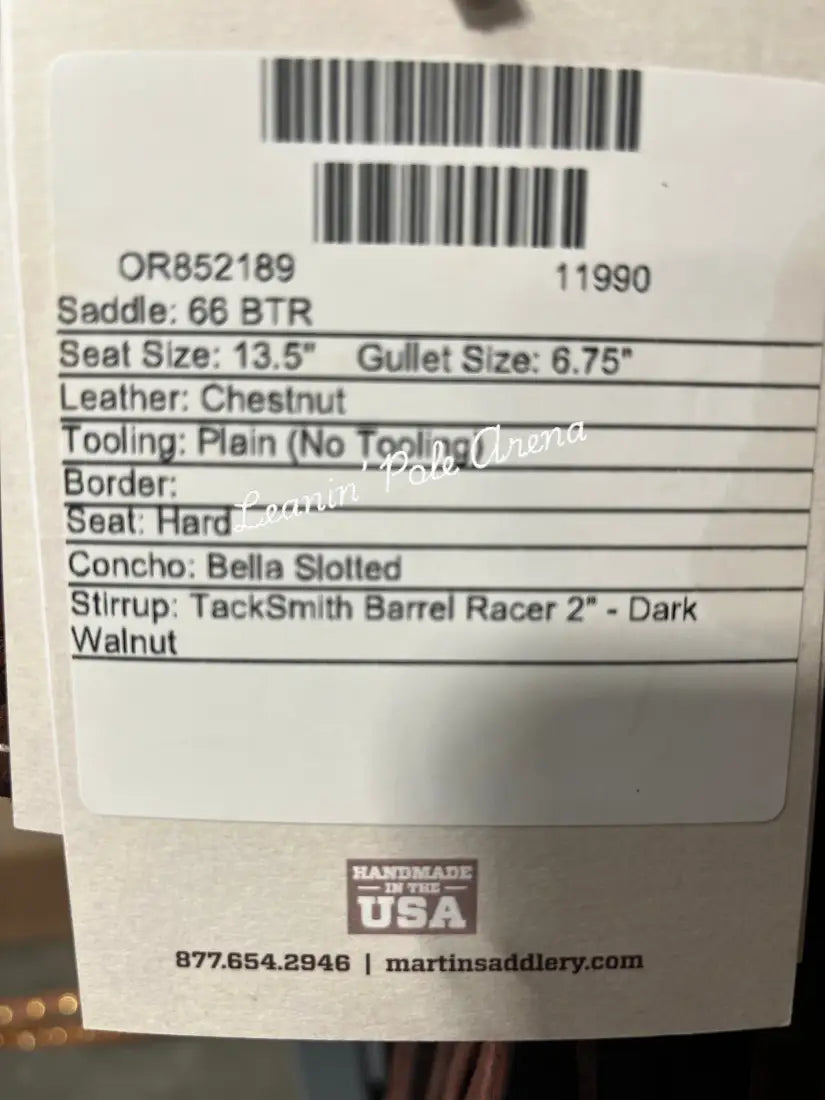 OR852189 11990
Saddle: 66 BTR
Seat Size: 13.5" Gullet Size: 6.75"
Leather: Chestnut
Tooling: Plain (No Tooling)
Border:
Seat: Hard
Leanin' Pole Arena
Concho: Bella Slotted
Stirrup: TackSmith Barrel Racer 2" - Dark
Walnut
HANDMADE
IN THE
USA
877.654.2946 | martinsaddlery.com